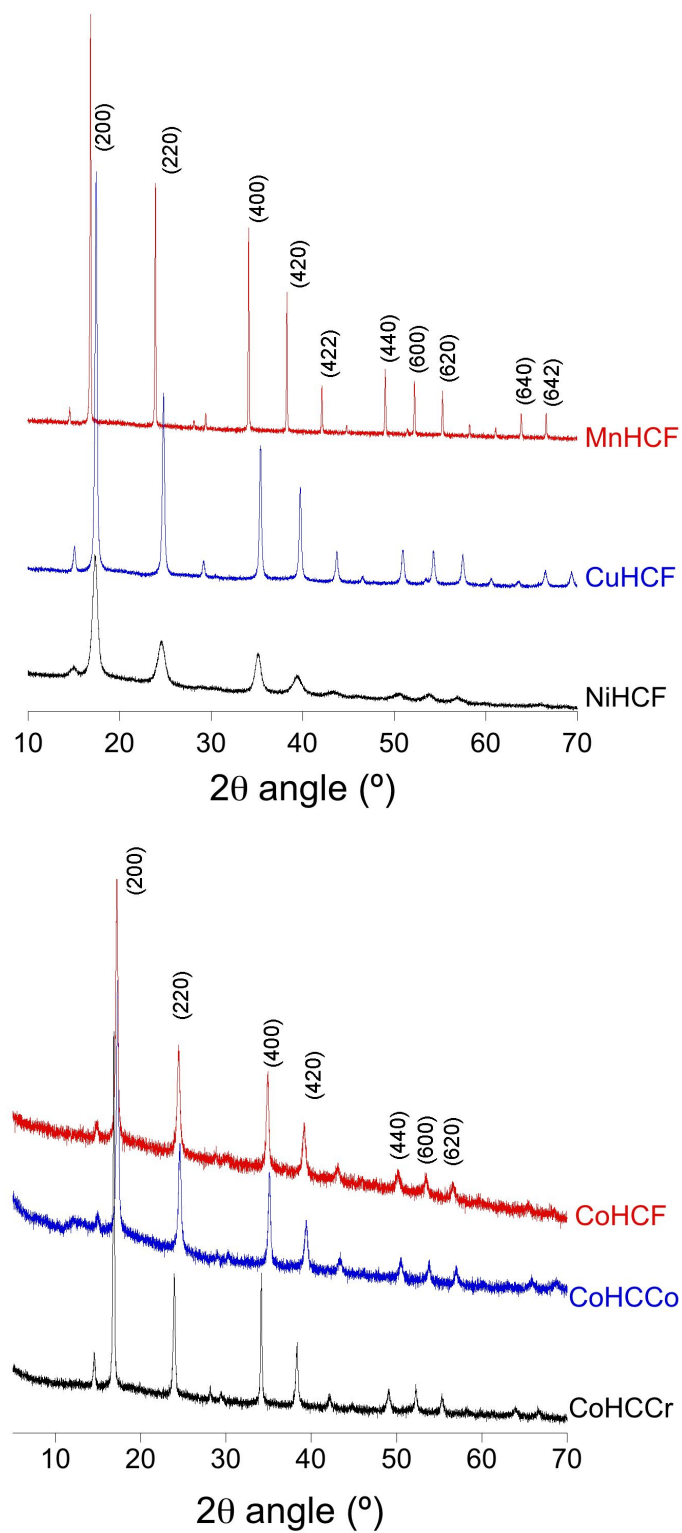 (200)
(220)
(400)
(420)
(422)
(440)
(600)
(620)
(640)
(642)
MnHCF
CuHCF
NiHCF
10 20 30 40 50 60 70
2θ angle (º)
(200)
(220)
(400)
(420)
(440)
(600)
(620)
CoHCF
CoHCCo
CoHCCr
10 20 30 40 50 60 70
2θ angle (º)